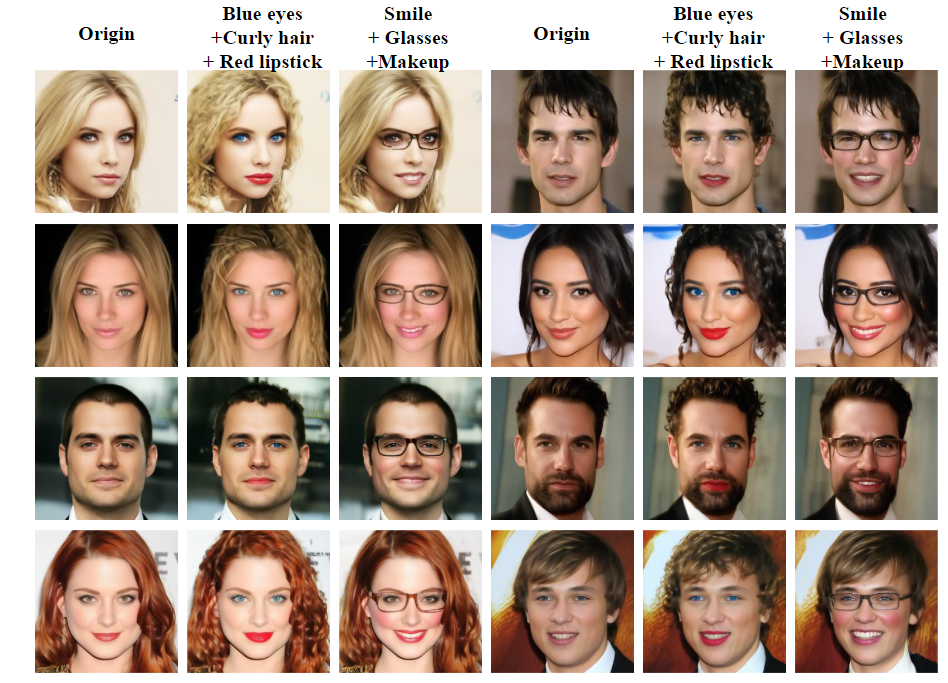 Origin
Blue eyes
+Curly hair
+ Red lipstick
Smile
+ Glasses
+Makeup
Origin
Blue eyes
+Curly hair
+ Red lipstick
Smile
+ Glasses
+Makeup